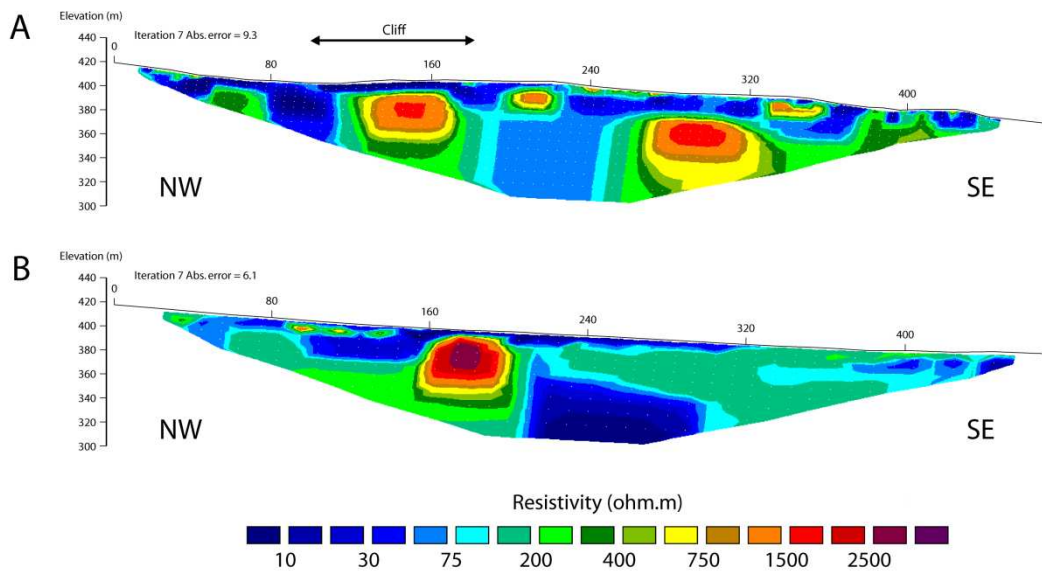 A
Elevation (m)
Iteration 7 Abs. error = 9.3
Cliff
440
420
400
380
360
340
320
300
0
80
160
240
320
400
NW
SE
B
Elevation (m)
Iteration 7 Abs. error = 6.1
440
420
400
380
360
340
320
300
0
80
160
240
320
400
NW
SE
Resistivity (ohm.m)
10 30 75 200 400 750 1500 2500